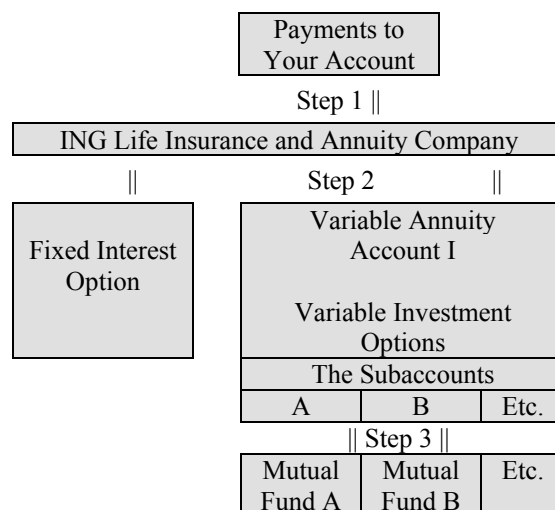 Payments to
Your Account
Step 1 ||
ING Life Insurance and Annuity Company
|| Step 2 ||
Fixed Interest
Option
Variable Annuity
Account I
Variable Investment
Options
The Subaccounts
A B Etc.
|| Step 3 ||
Mutual
Fund A
Mutual
Fund B
Etc.